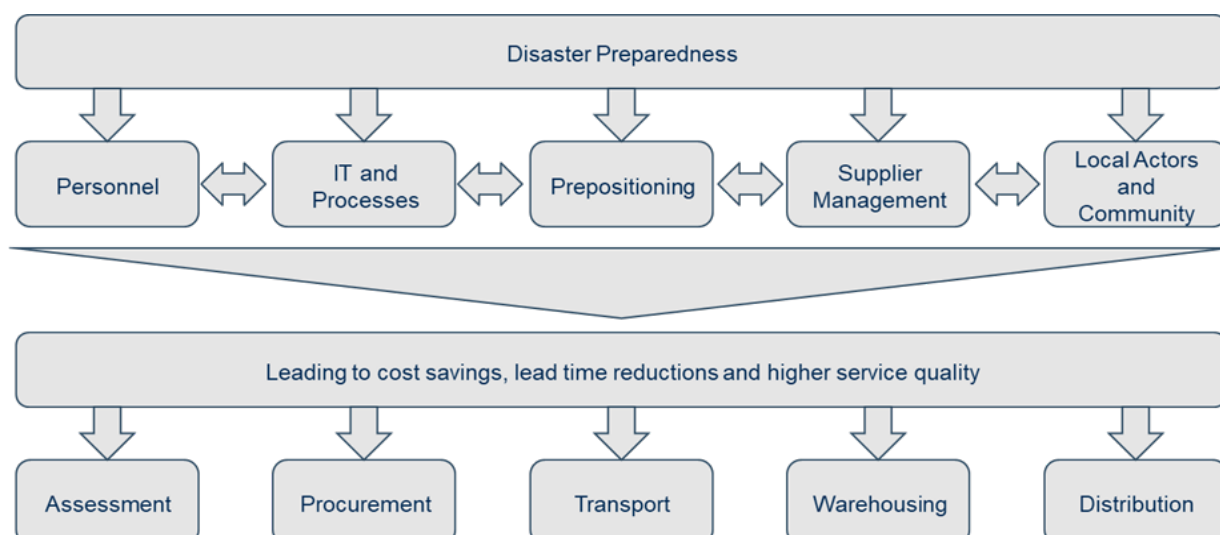 Disaster Preparedness
Personnel
IT and
Processes
Prepositioning
Supplier
Management
Local Actors
and
Community
Leading to cost savings, lead time reductions and higher service quality
Assessment
Procurement
Transport
Warehousing
Distribution